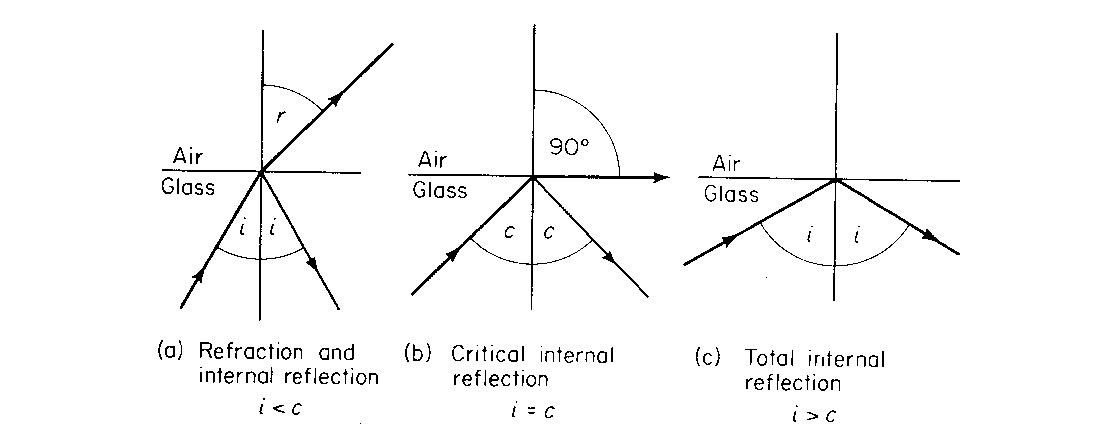 r
Air
Glass
i i
(a) Refraction and
internal reflection
i < c
90°
Air
Glass
c c
(b) Critical internal
reflection
i = c
Air
Glass
i i
(c) Total internal
reflection
i > c